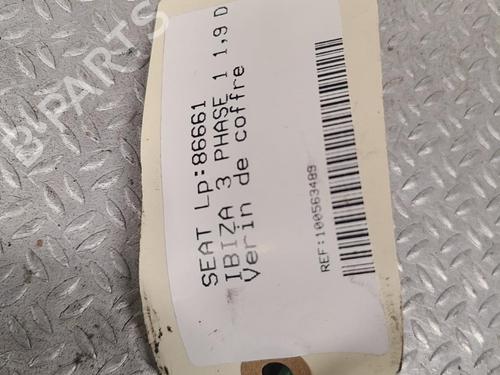 SEAT Lp:86661
IBIZA 3 PHASE 1 1,9 D
Verin de coffre
REF:100563489
B-PARTS